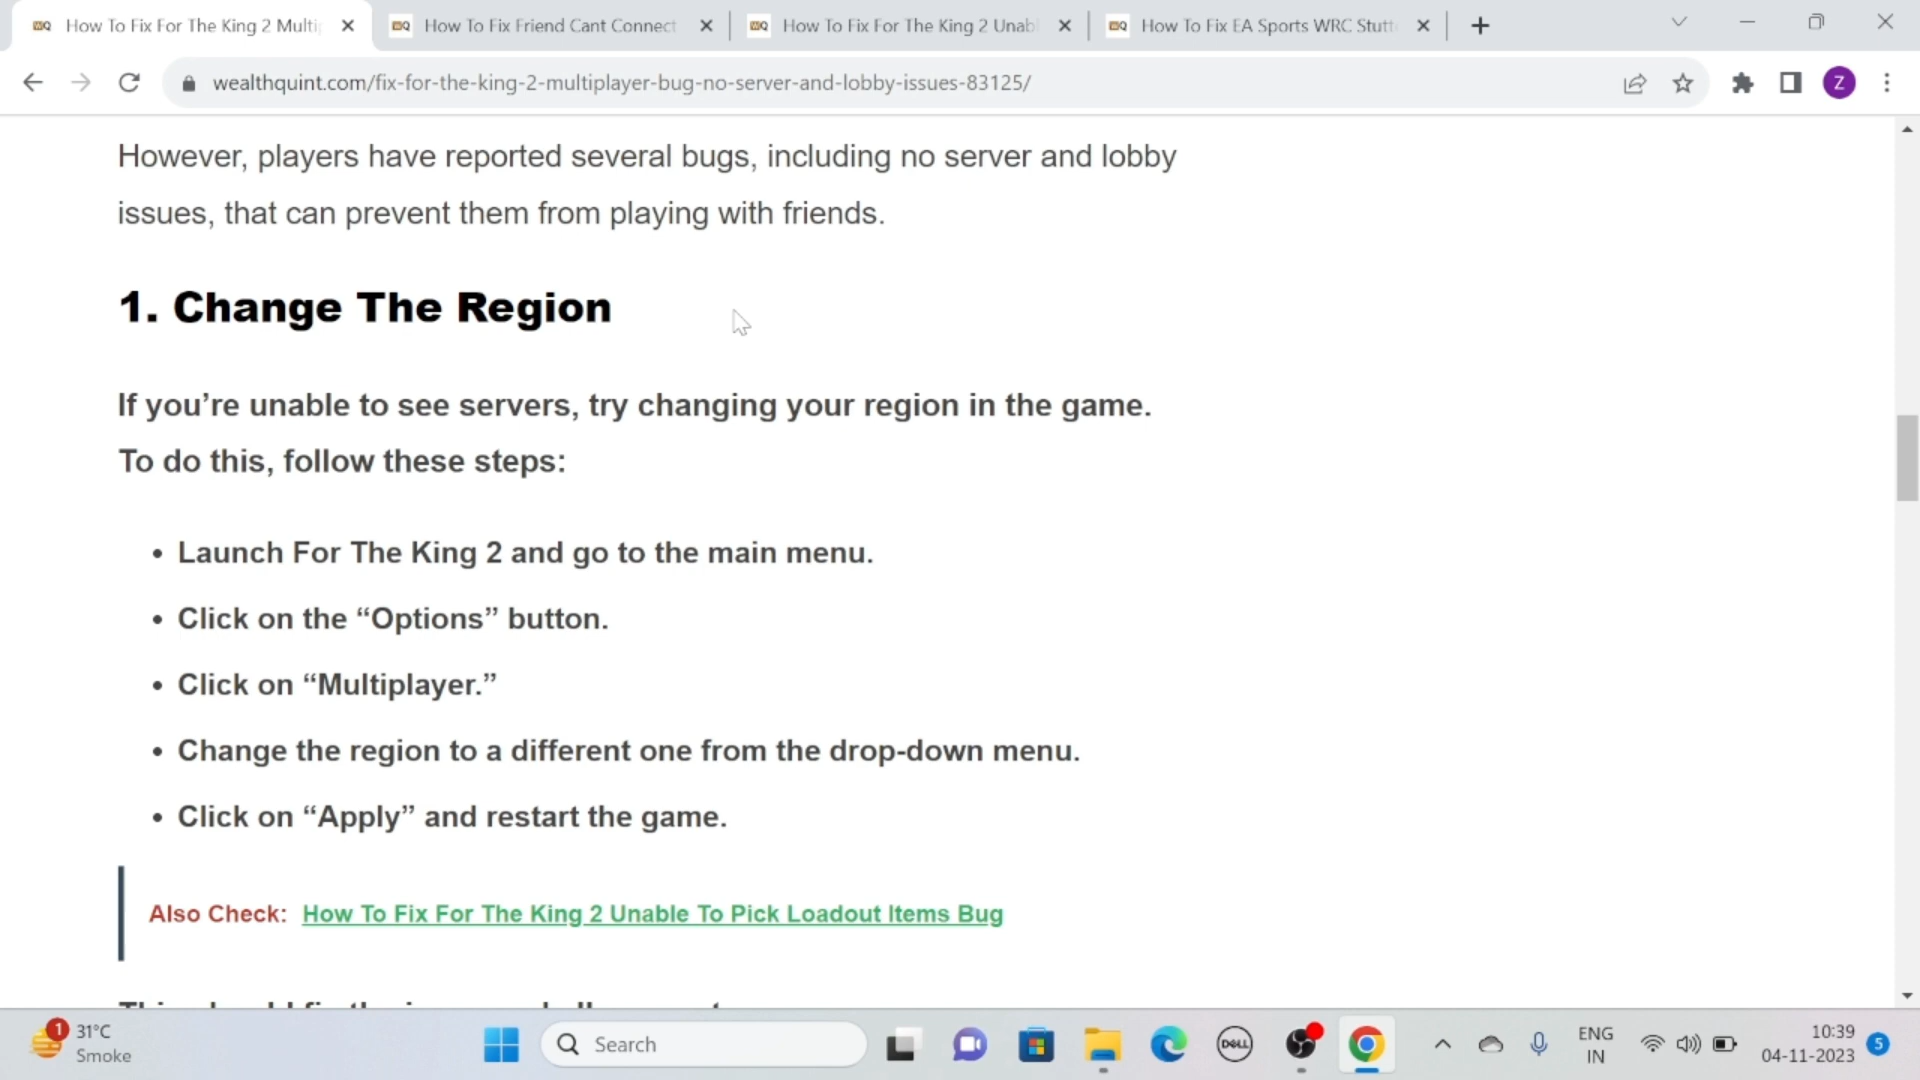 How To Fix For The King 2 Multip
How To Fix Friend Cant Connect
How To Fix For The King 2 Unab
How To Fix EA Sports WRC Stutt
wealthquint.com/fix-for-the-king-2-multiplayer-bug-no-server-and-lobby-issues-83125/
Z
However, players have reported several bugs, including no server and lobby
issues, that can prevent them from playing with friends.
1. Change The Region
If you’re unable to see servers, try changing your region in the game.
To do this, follow these steps:
• Launch For The King 2 and go to the main menu.
• Click on the “Options” button.
• Click on “Multiplayer.”
• Change the region to a different one from the drop-down menu.
• Click on “Apply” and restart the game.
Also Check: How To Fix For The King 2 Unable To Pick Loadout Items Bug
1
31°C
Smoke
Search
DELL
ENG
IN
10:39
04-11-2023
5